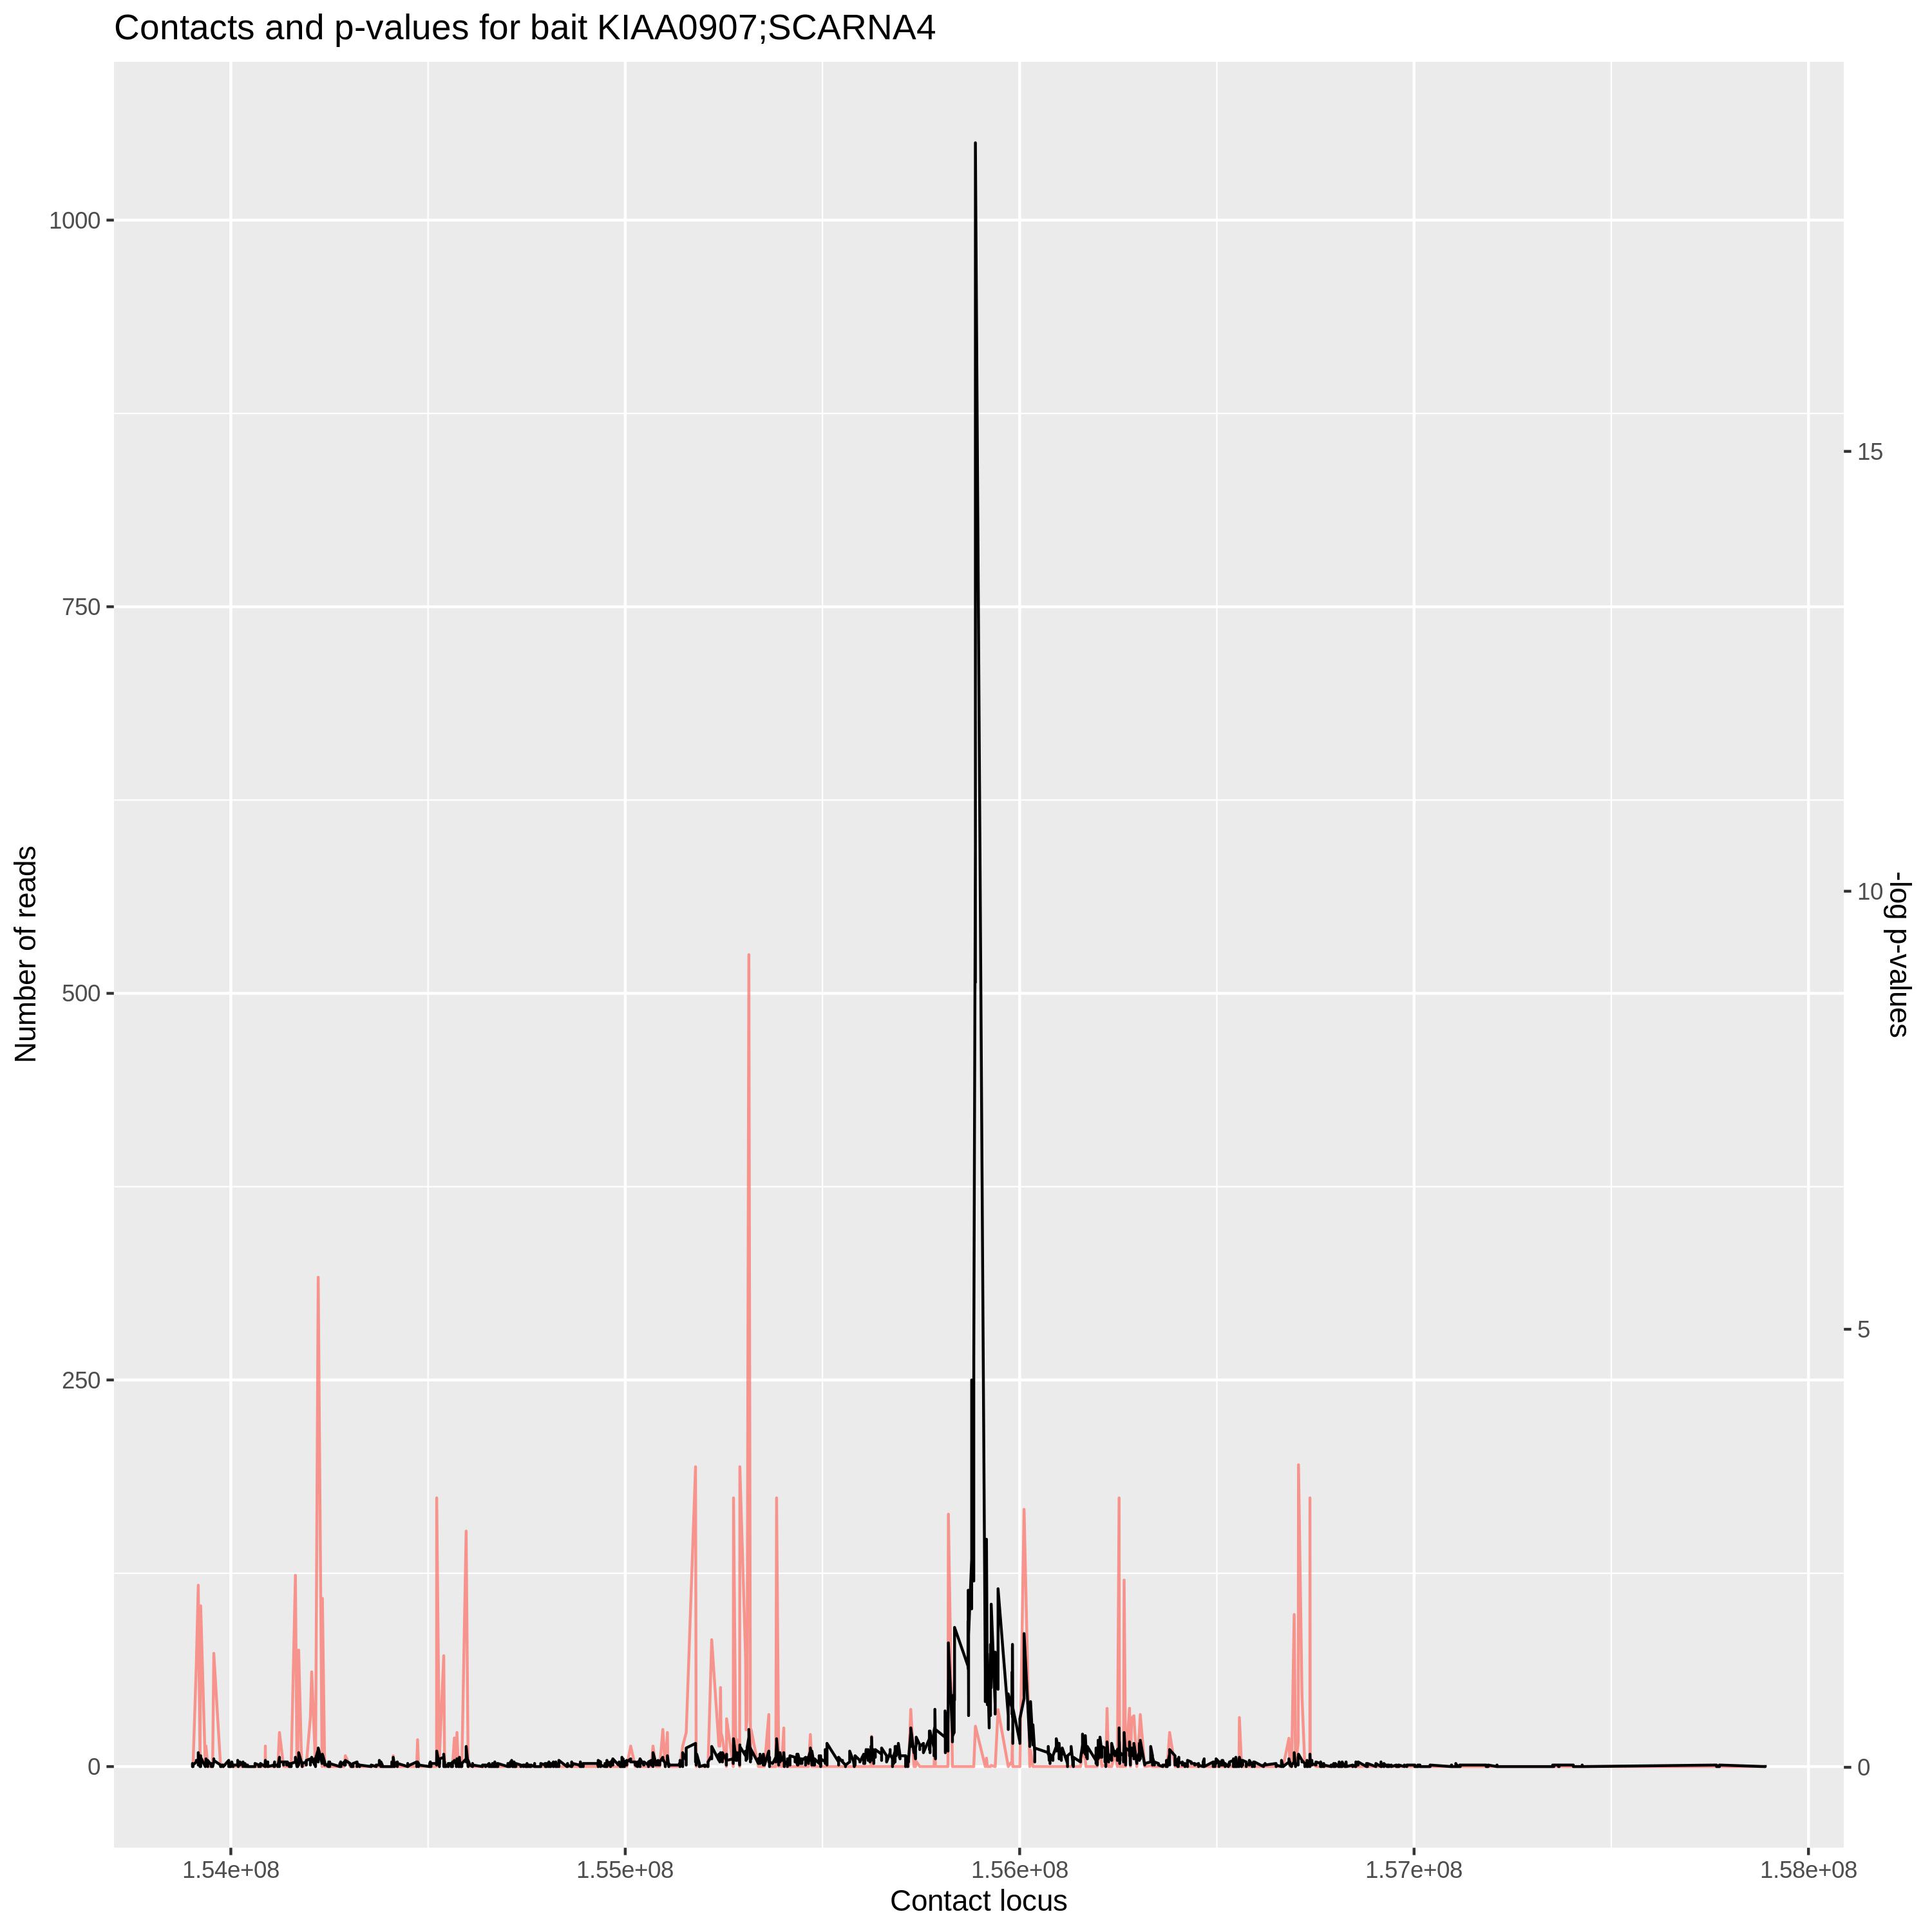 Contacts and p-values for bait KIAA0907;SCARNA4
1000
750
500
250
0
Number of reads
15
10
5
0
-log p-values
1.54e+08
1.55e+08
1.56e+08
1.57e+08
1.58e+08
Contact locus